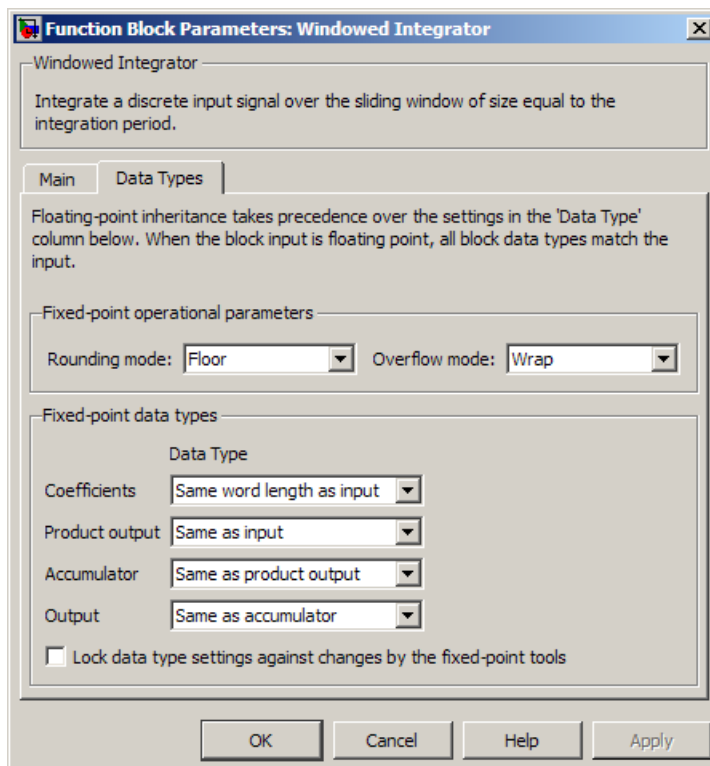 Function Block Parameters: Windowed Integrator
Windowed Integrator
Integrate a discrete input signal over the sliding window of size equal to the
integration period.
Main Data Types
Floating-point inheritance takes precedence over the settings in the 'Data Type'
column below. When the block input is floating point, all block data types match the
input.
Fixed-point operational parameters
Rounding mode: Floor Overflow mode: Wrap
Fixed-point data types
Data Type
Coefficients Same word length as input
Product output Same as input
Accumulator Same as product output
Output Same as accumulator
Lock data type settings against changes by the fixed-point tools
OK Cancel Help Apply